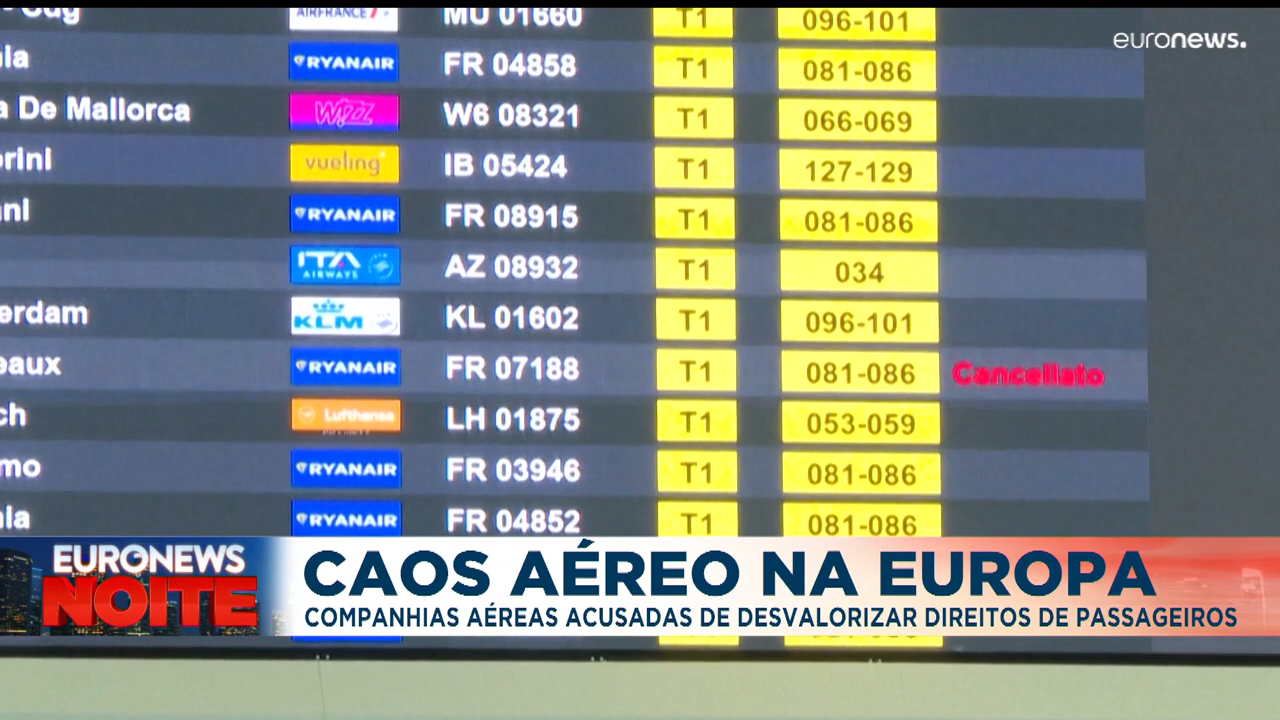 AIRFRANCE MU 01660 T1 096-101
euronews.
RYANAIR FR 04858 T1 081-086
De Mallorca Wizz W6 08321 T1 066-069
vueling IB 05424 T1 127-129
RYANAIR FR 08915 T1 081-086
ITA AIRWAYS AZ 08932 T1 034
erdam KLM KL 01602 T1 096-101
eaux RYANAIR FR 07188 T1 081-086 Cancellato
ch Lufthansa LH 01875 T1 053-059
mo RYANAIR FR 03946 T1 081-086
RYANAIR FR 04852 T1 081-086
EURONEWS
NOITE
CAOS AÉREO NA EUROPA
COMPANHIAS AÉREAS ACUSADAS DE DESVALORIZAR DIREITOS DE PASSAGEIROS